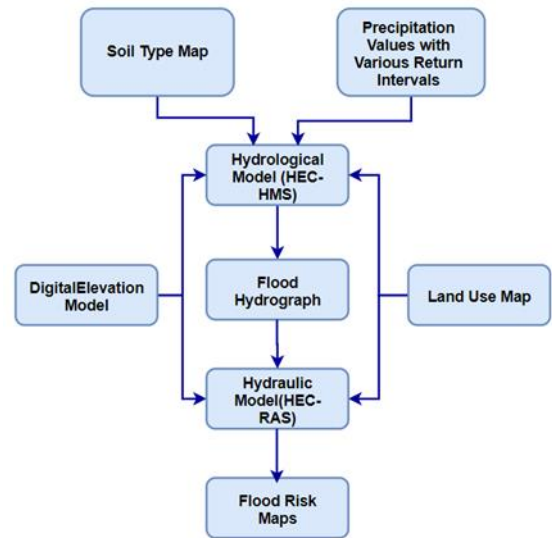 Soil Type Map
Precipitation
Values with
Various Return
Intervals
Hydrological
Model (HEC-
HMS)
DigitalElevation
Model
Flood
Hydrograph
Land Use Map
Hydraulic
Model(HEC-
RAS)
Flood Risk
Maps